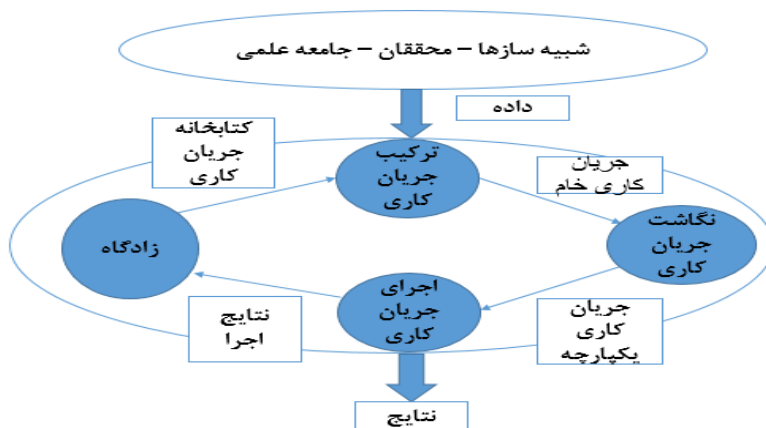 شبیه سازها – محققان – جامعه علمی
داده
کتابخانه
جریان
کاری
ترکیب
جریان
کاری
جریان
کاری خام
نگاشت
جریان
کاری
زادگاه
اجرای
جریان
کاری
نتایج
اجرا
جریان
کاری
یکپارچه
نتایج